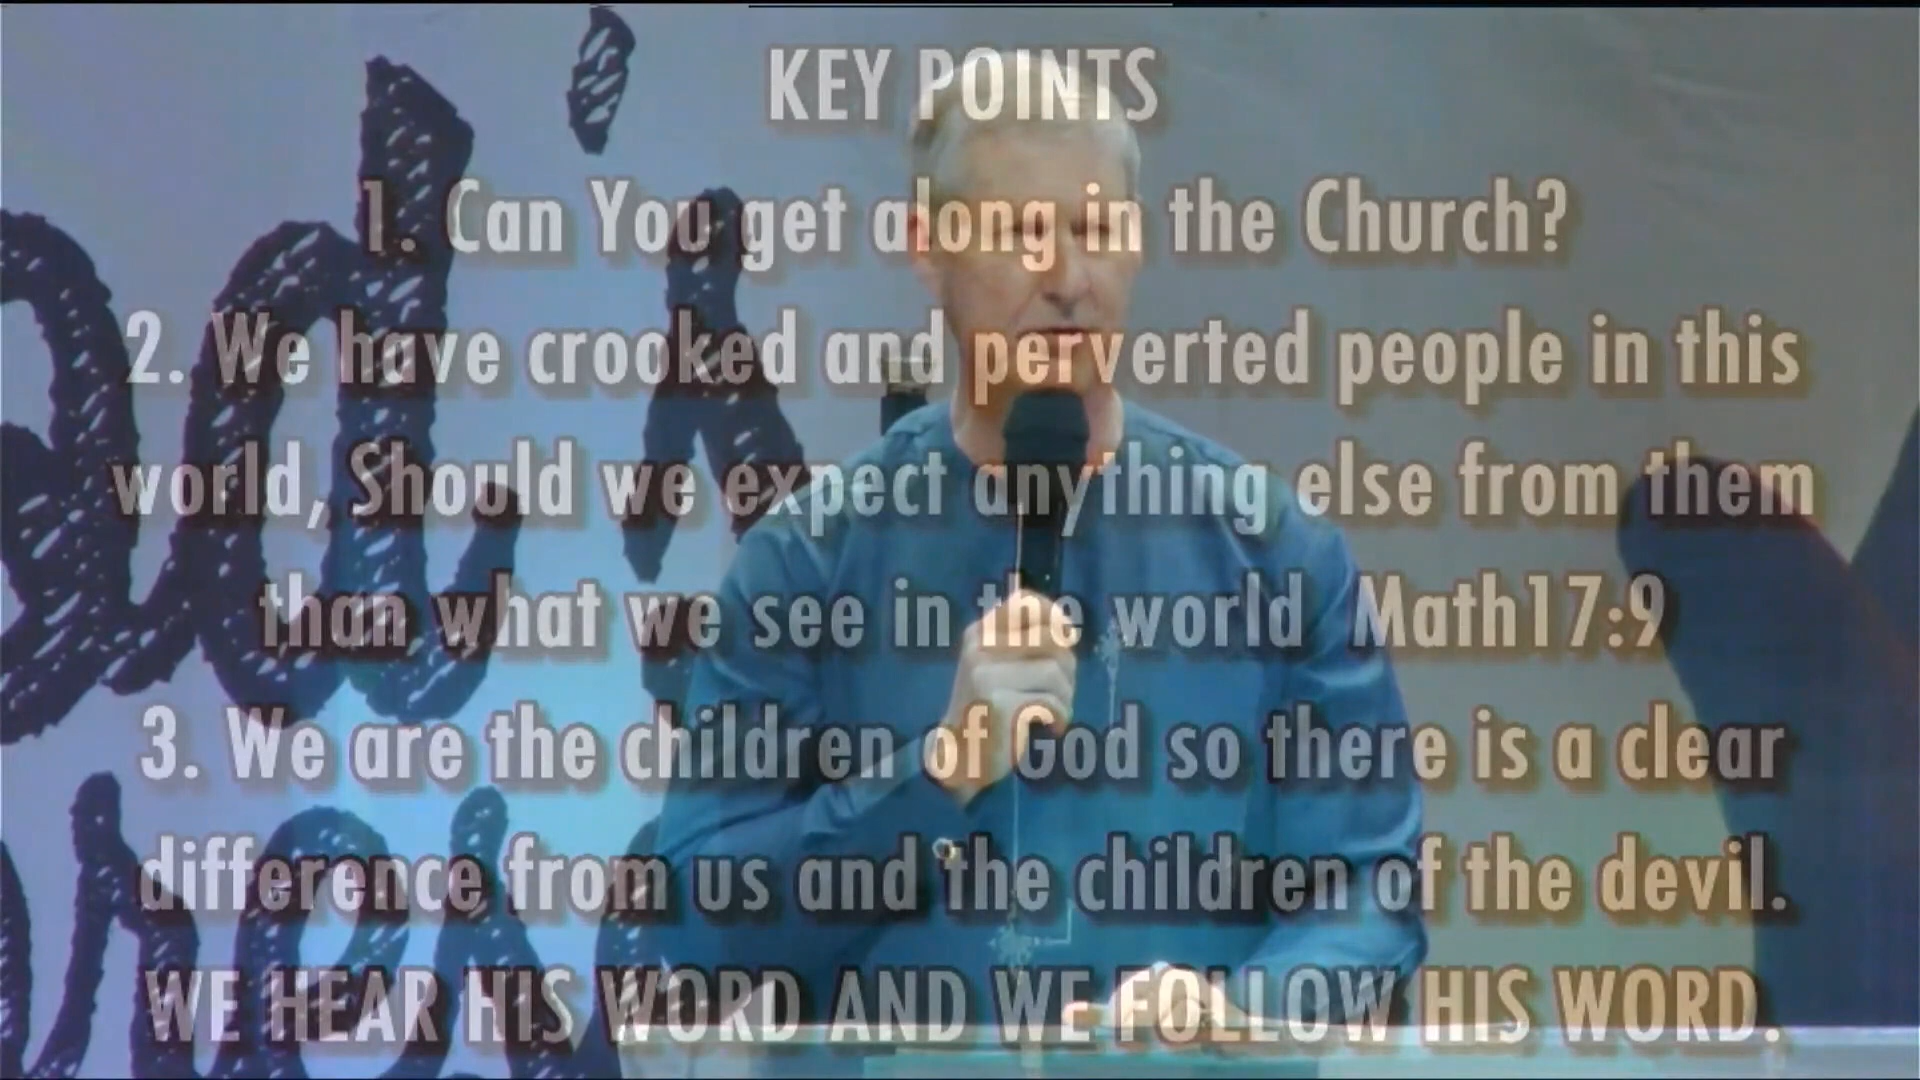 KEY POINTS
1. Can You get along in the Church?
2. We have crooked and perverted people in this
world, Should we expect anything else from them
than what we see in the world Math17:9
3. We are the children of God so there is a clear
difference from us and the children of the devil.
WE HEAR HIS WORD AND WE FOLLOW HIS WORD.